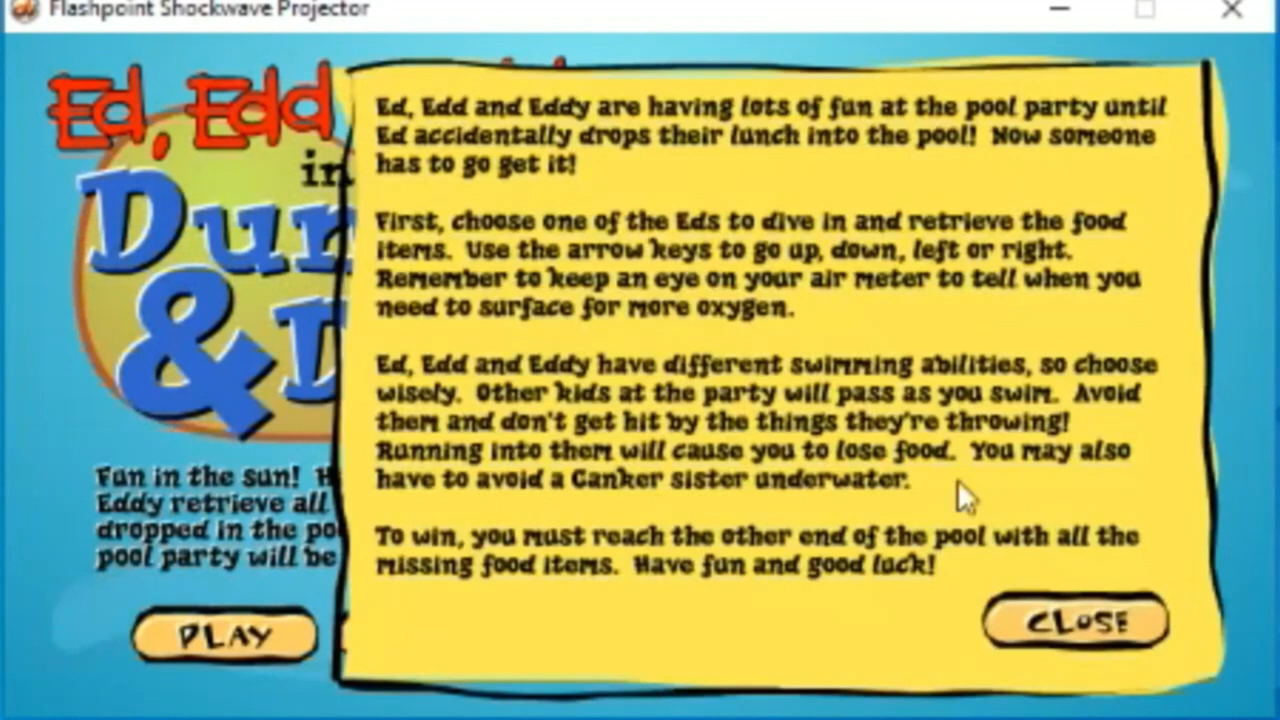 Flashpoint Shockwave Projector
Ed, Edd
in
&
Ed, Edd and Eddy are having lots of fun at the pool party until
Ed accidentally drops their lunch into the pool!  Now someone
has to go get it!
First, choose one of the Eds to dive in and retrieve the food
items.  Use the arrow keys to go up, down, left or right.
Remember to keep an eye on your air meter to tell when you
need to surface for more oxygen.
Ed, Edd and Eddy have different swimming abilities, so choose
wisely.  Other kids at the party will pass as you swim.  Avoid
them and don't get hit by the things they're throwing!
Running into them will cause you to lose food.  You may also
have to avoid a Canker sister underwater.
To win, you must reach the other end of the pool with all the
missing food items.  Have fun and good luck!
Fun in the sun!
Eddy retrieve all
dropped in the
pool party will be
PLAY
CLOSE